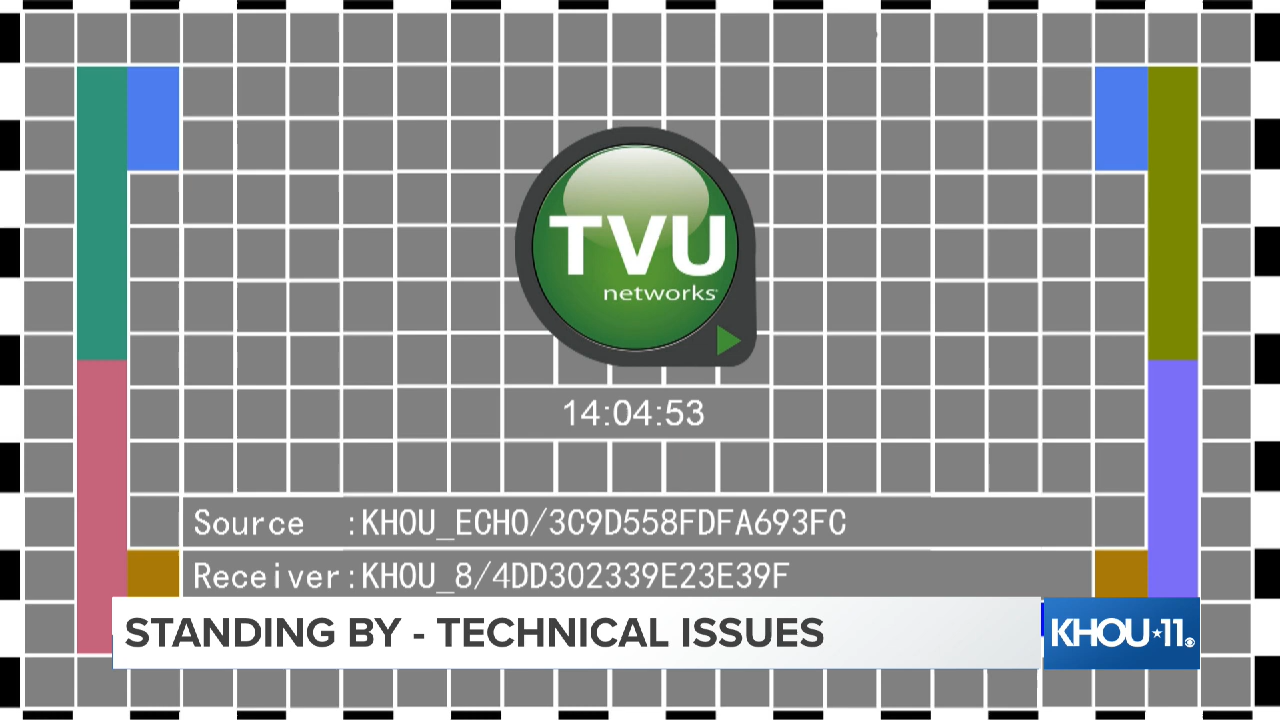 TVU
networks
14:04:53
Source  :KHOU_ECHO/3C9D558FDFA693FC
Receiver:KHOU_8/4DD302339E23E39F
STANDING BY - TECHNICAL ISSUES
KHOU★11